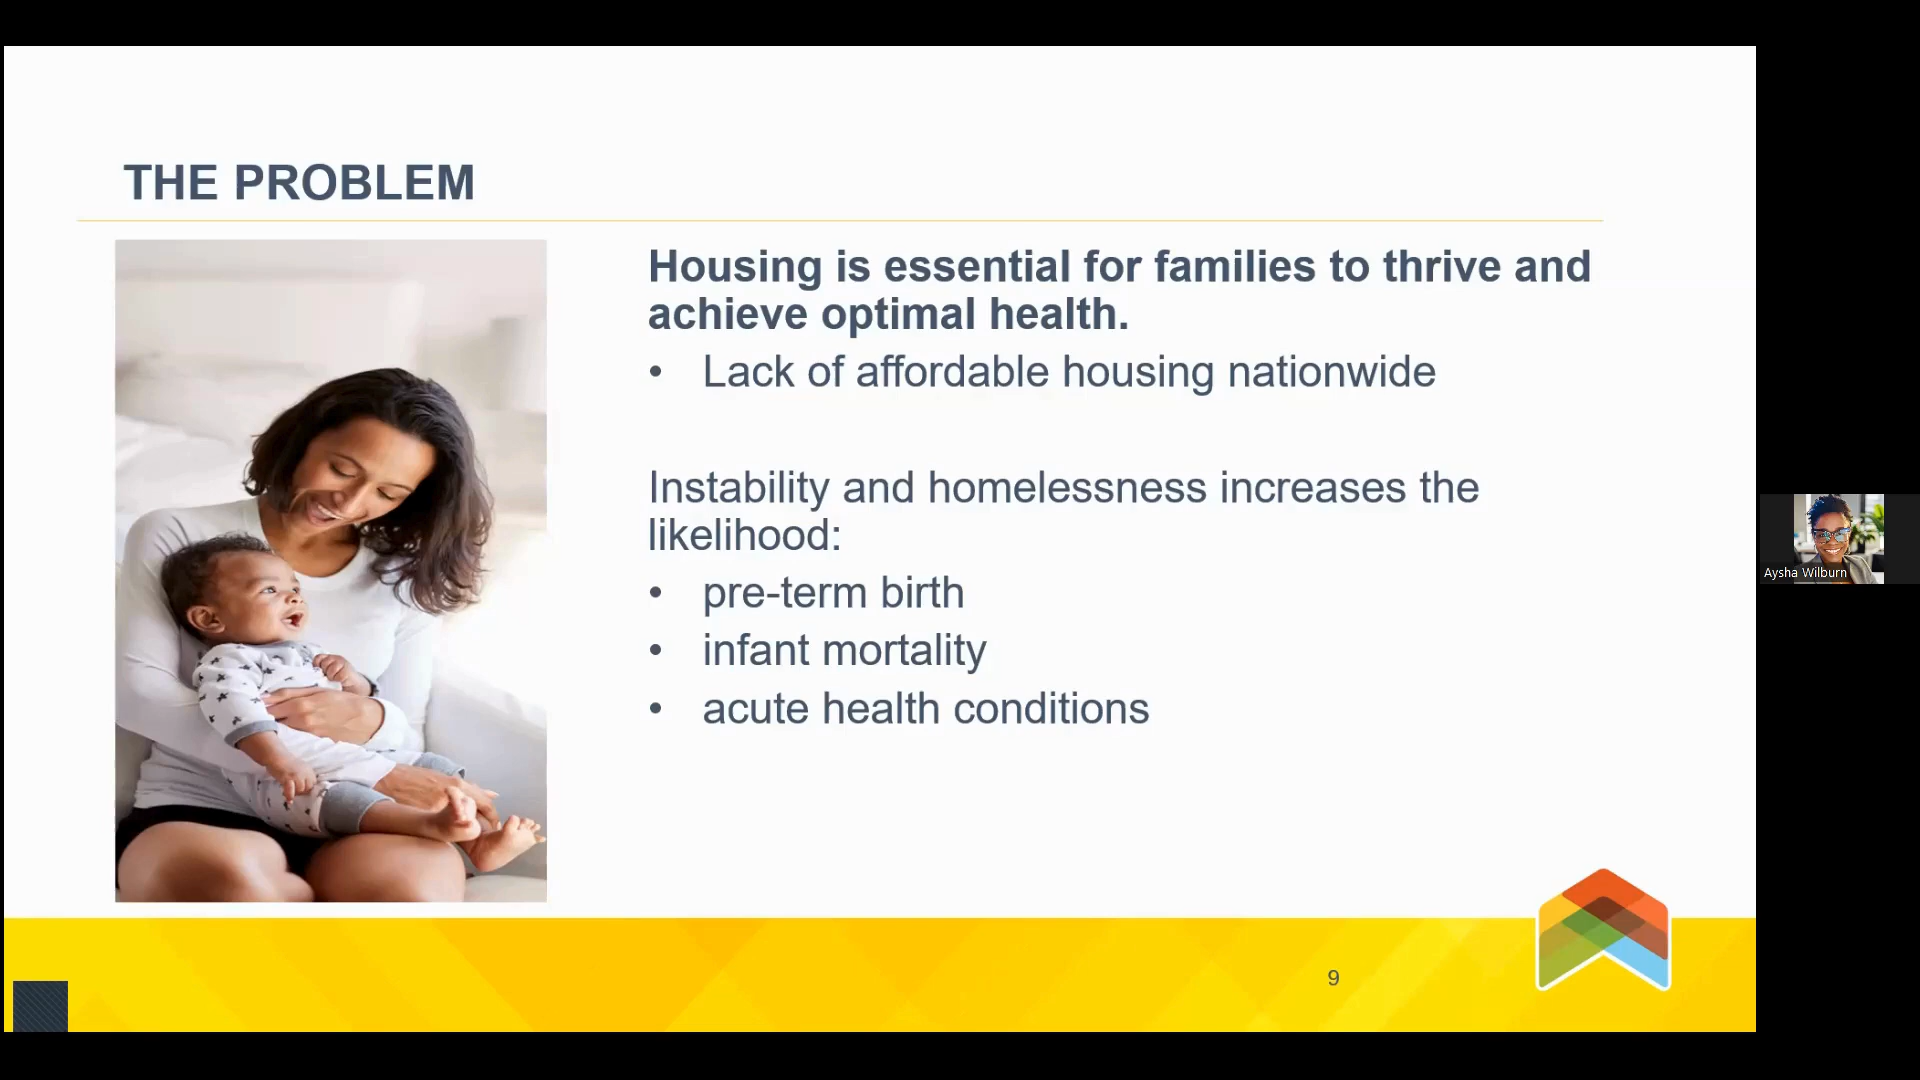 THE PROBLEM
Housing is essential for families to thrive and
achieve optimal health.
• Lack of affordable housing nationwide
Instability and homelessness increases the
likelihood:
• pre-term birth
• infant mortality
• acute health conditions
Aysha Wilburn
9